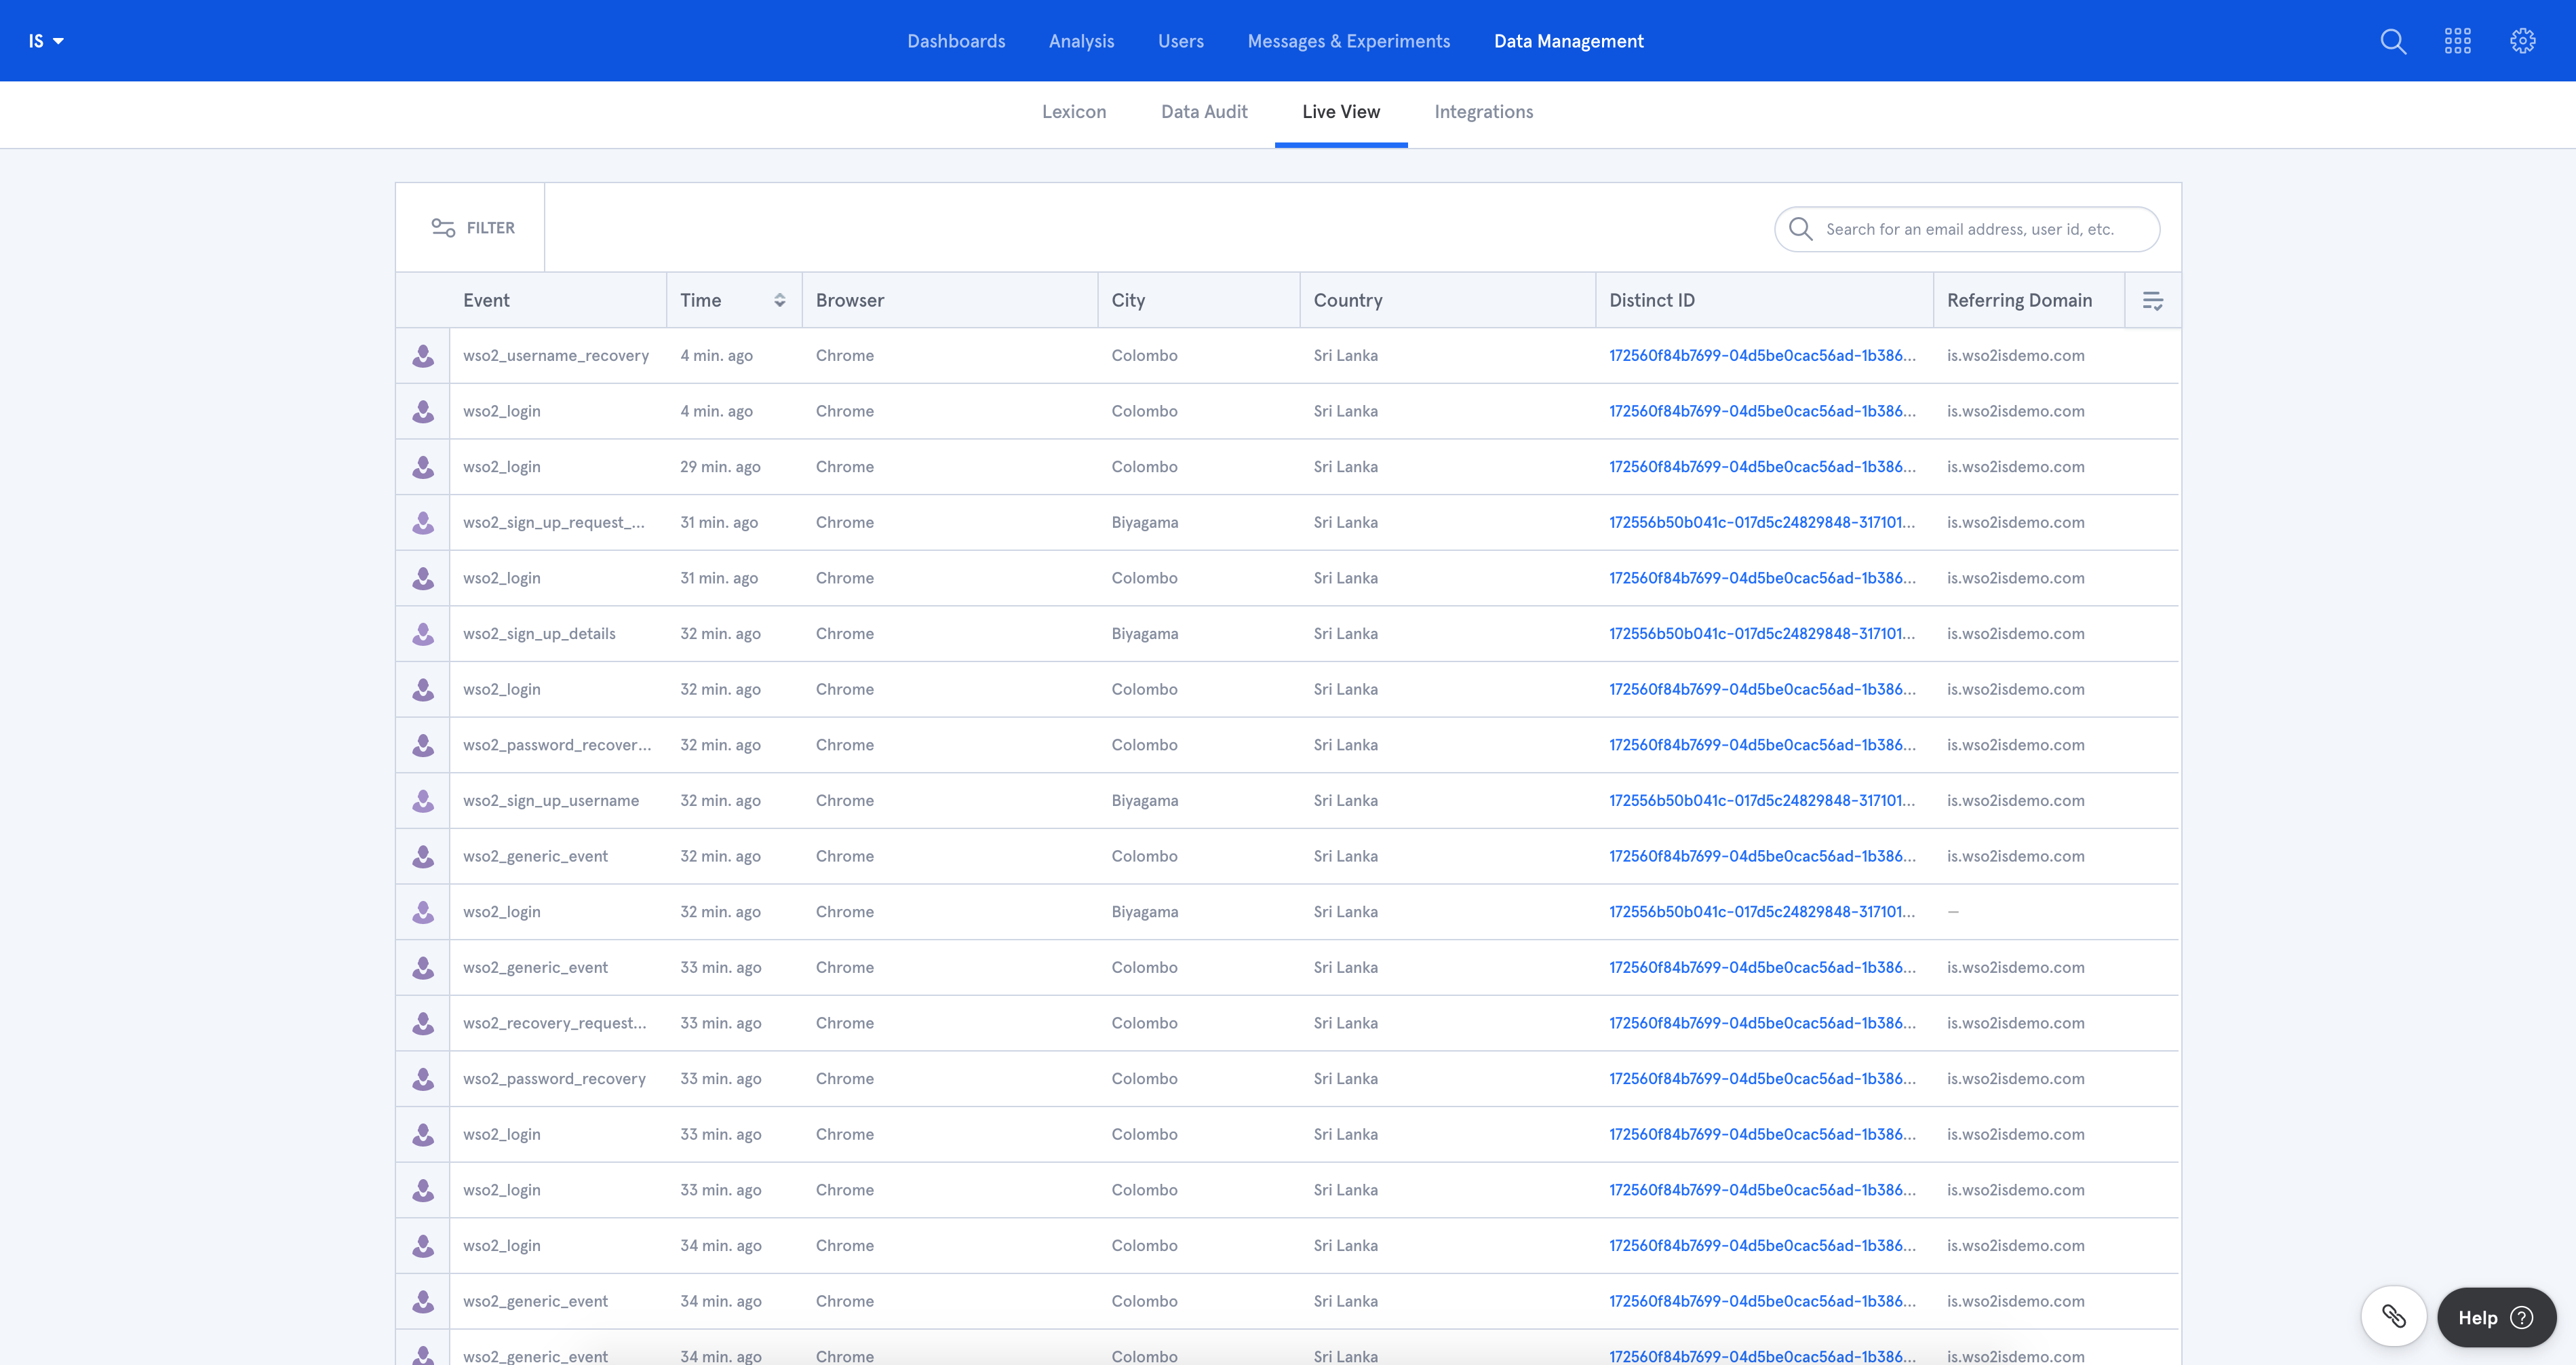 IS Dashboards Analysis Users Messages & Experiments Data Management
Lexicon Data Audit Live View Integrations
FILTER Search for an email address, user id, etc.
Event Time Browser City Country Distinct ID Referring Domain
wso2_username_recovery 4 min. ago Chrome Colombo Sri Lanka 172560f84b7699-04d5be0cac56ad-1b386... is.wso2isdemo.com
wso2_login 4 min. ago Chrome Colombo Sri Lanka 172560f84b7699-04d5be0cac56ad-1b386... is.wso2isdemo.com
wso2_login 29 min. ago Chrome Colombo Sri Lanka 172560f84b7699-04d5be0cac56ad-1b386... is.wso2isdemo.com
wso2_sign_up_request_... 31 min. ago Chrome Biyagama Sri Lanka 172556b50b041c-017d5c24829848-317101... is.wso2isdemo.com
wso2_login 31 min. ago Chrome Colombo Sri Lanka 172560f84b7699-04d5be0cac56ad-1b386... is.wso2isdemo.com
wso2_sign_up_details 32 min. ago Chrome Biyagama Sri Lanka 172556b50b041c-017d5c24829848-317101... is.wso2isdemo.com
wso2_login 32 min. ago Chrome Colombo Sri Lanka 172560f84b7699-04d5be0cac56ad-1b386... is.wso2isdemo.com
wso2_password_recover... 32 min. ago Chrome Colombo Sri Lanka 172560f84b7699-04d5be0cac56ad-1b386... is.wso2isdemo.com
wso2_sign_up_username 32 min. ago Chrome Biyagama Sri Lanka 172556b50b041c-017d5c24829848-317101... is.wso2isdemo.com
wso2_generic_event 32 min. ago Chrome Colombo Sri Lanka 172560f84b7699-04d5be0cac56ad-1b386... is.wso2isdemo.com
wso2_login 32 min. ago Chrome Biyagama Sri Lanka 172556b50b041c-017d5c24829848-317101... —
wso2_generic_event 33 min. ago Chrome Colombo Sri Lanka 172560f84b7699-04d5be0cac56ad-1b386... is.wso2isdemo.com
wso2_recovery_request... 33 min. ago Chrome Colombo Sri Lanka 172560f84b7699-04d5be0cac56ad-1b386... is.wso2isdemo.com
wso2_password_recovery 33 min. ago Chrome Colombo Sri Lanka 172560f84b7699-04d5be0cac56ad-1b386... is.wso2isdemo.com
wso2_login 33 min. ago Chrome Colombo Sri Lanka 172560f84b7699-04d5be0cac56ad-1b386... is.wso2isdemo.com
wso2_login 33 min. ago Chrome Colombo Sri Lanka 172560f84b7699-04d5be0cac56ad-1b386... is.wso2isdemo.com
wso2_login 34 min. ago Chrome Colombo Sri Lanka 172560f84b7699-04d5be0cac56ad-1b386... is.wso2isdemo.com
wso2_generic_event 34 min. ago Chrome Colombo Sri Lanka 172560f84b7699-04d5be0cac56ad-1b386... is.wso2isdemo.com
Help ?
wso2_generic_event 34 min. ago Chrome Colombo Sri Lanka 172560f84b7699-04d5be0cac56ad-1b386... is.wso2isdemo.com